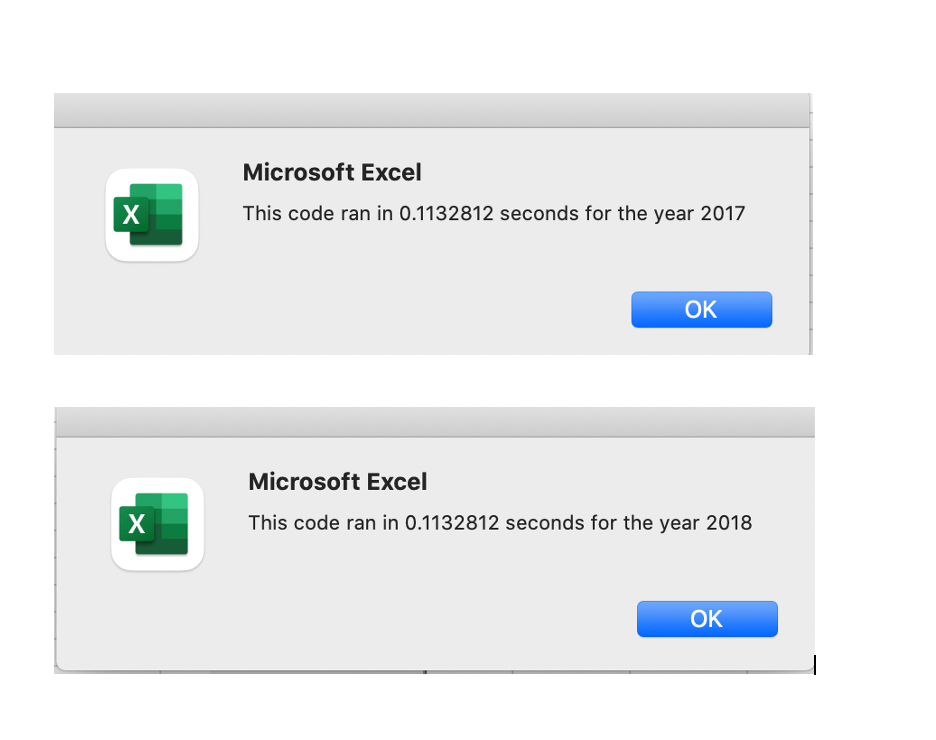 Microsoft Excel
This code ran in 0.1132812 seconds for the year 2017
X
OK
Microsoft Excel
This code ran in 0.1132812 seconds for the year 2018
X
OK